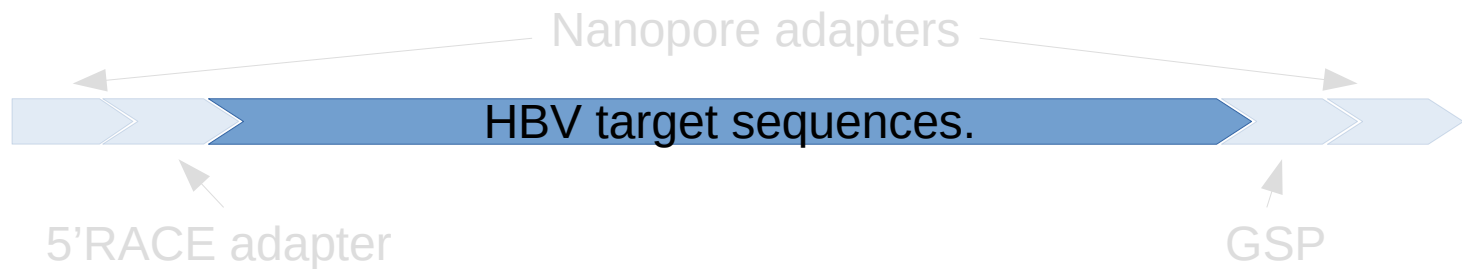 Nanopore adapters
HBV target sequences.
5’RACE adapter
GSP